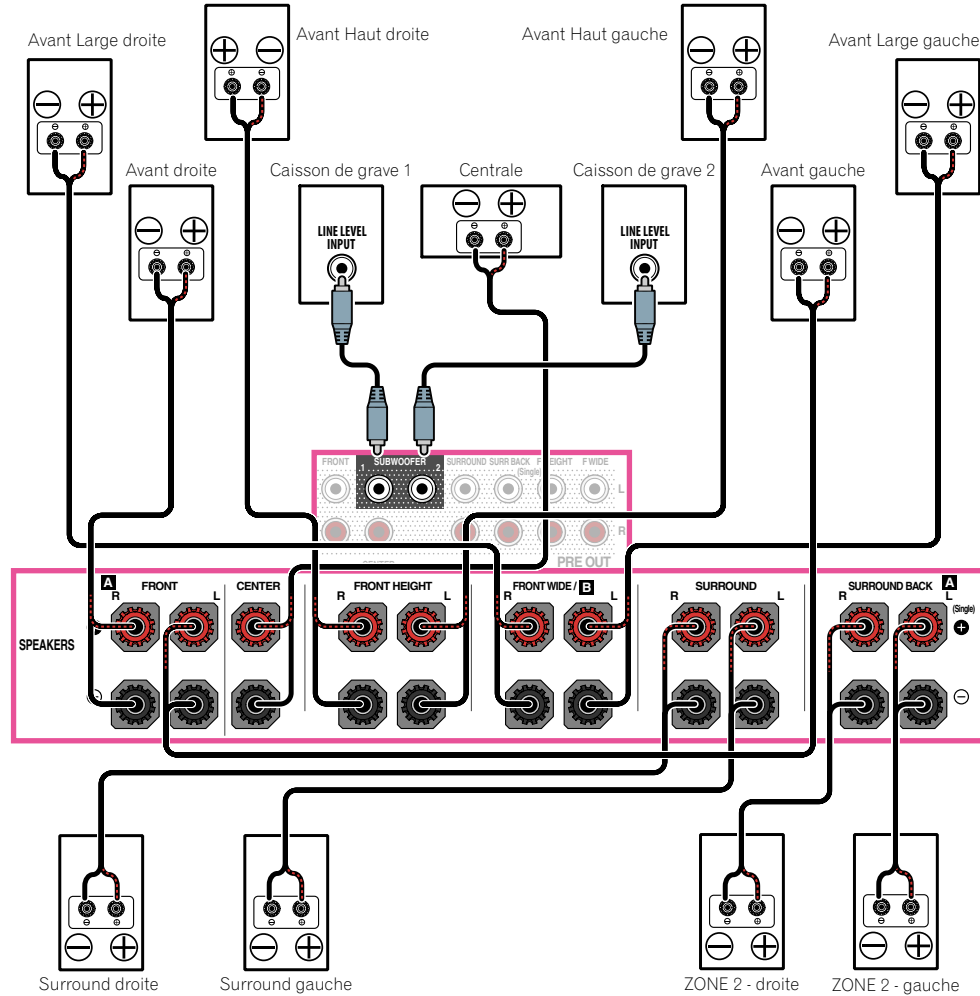 Avant Large droite
Avant Haut droite
Avant Haut gauche
Avant Large gauche
Avant droite
Caisson de grave 1
Centrale
Caisson de grave 2
Avant gauche
LINE LEVEL
INPUT
LINE LEVEL
INPUT
FRONT
SUBWOOFER
1
2
SURROUND
SURR BACK
(Single)
F WIDE
L
R
PRE OUT
SPEAKERS
A
R
FRONT
L
CENTER
R
FRONT HEIGHT
L
R
FRONT WIDE / B
L
R
SURROUND
L
R
SURROUND BACK
A
L
(Single)
Surround droite
Surround gauche
ZONE 2 - droite
ZONE 2 - gauche